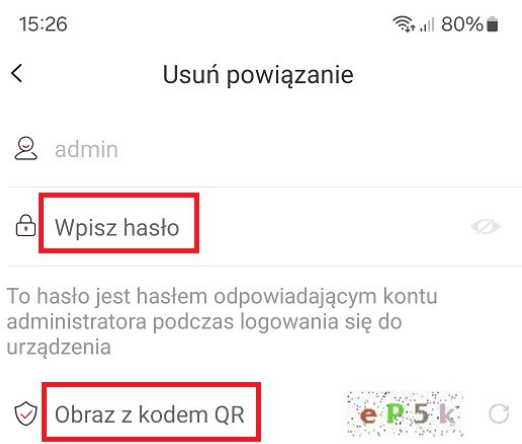 15:26 80%
Usuń powiązanie
admin
Wpisz hasło
To hasło jest hasłem odpowiadającym kontu
administratora podczas logowania się do
urządzenia
Obraz z kodem QR eP5k